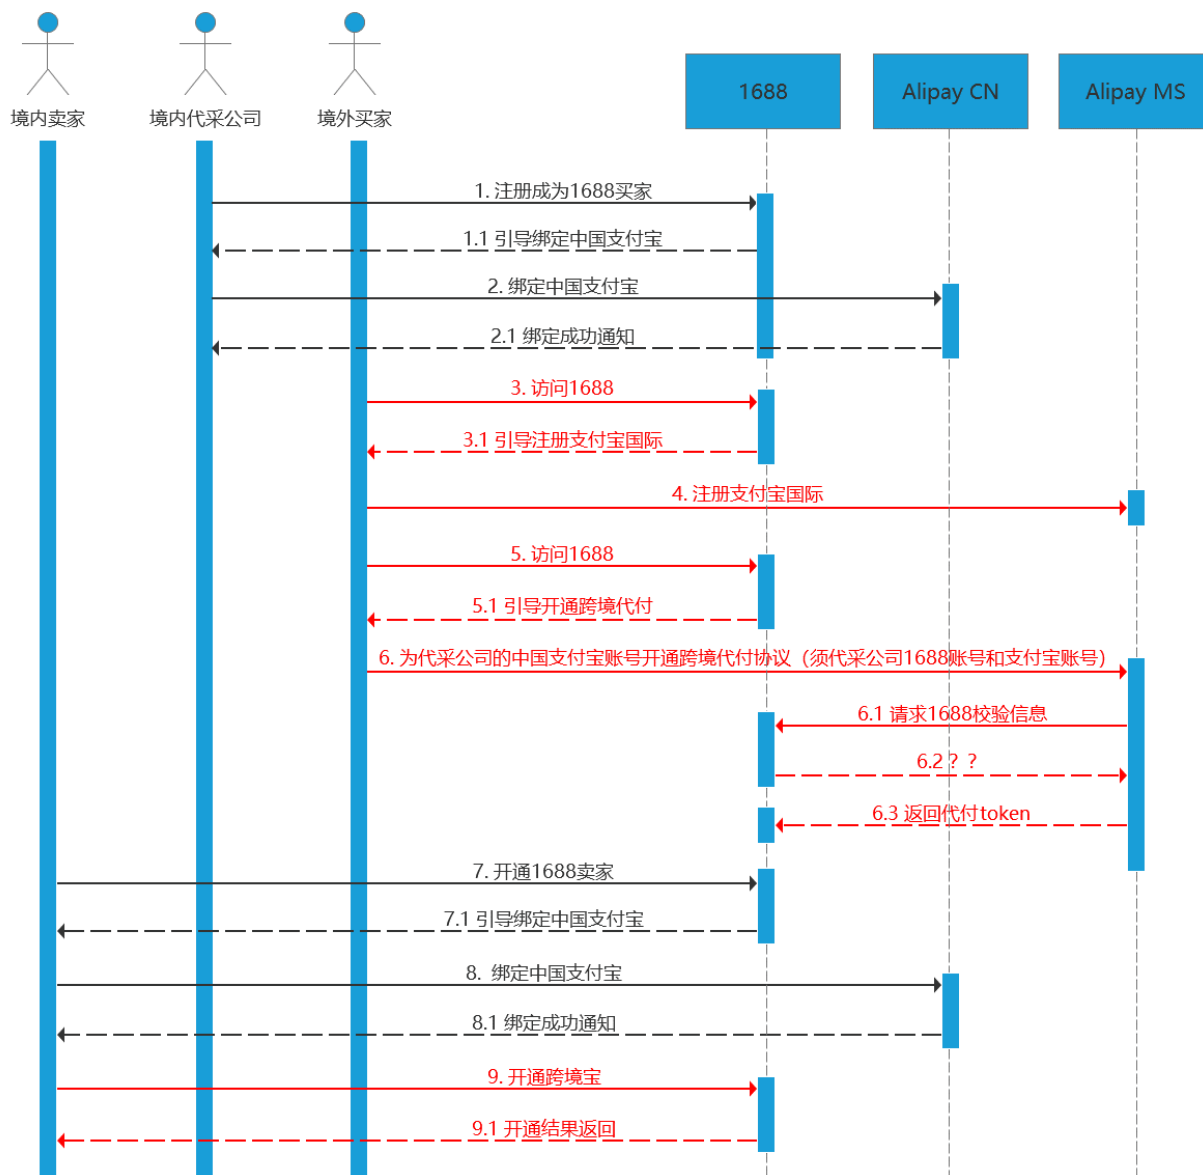 境内卖家
境内代采公司
境外买家
1688
Alipay CN
Alipay MS
1. 注册成为1688买家
1.1 引导绑定中国支付宝
2. 绑定中国支付宝
2.1 绑定成功通知
3. 访问1688
3.1 引导注册支付宝国际
4. 注册支付宝国际
5. 访问1688
5.1 引导开通跨境代付
6. 为代采公司的中国支付宝账号开通跨境代付协议（须代采公司1688账号和支付宝账号）
6.1 请求1688校验信息
6.2？？
6.3 返回代付token
7. 开通1688卖家
7.1 引导绑定中国支付宝
8. 绑定中国支付宝
8.1 绑定成功通知
9. 开通跨境宝
9.1 开通结果返回